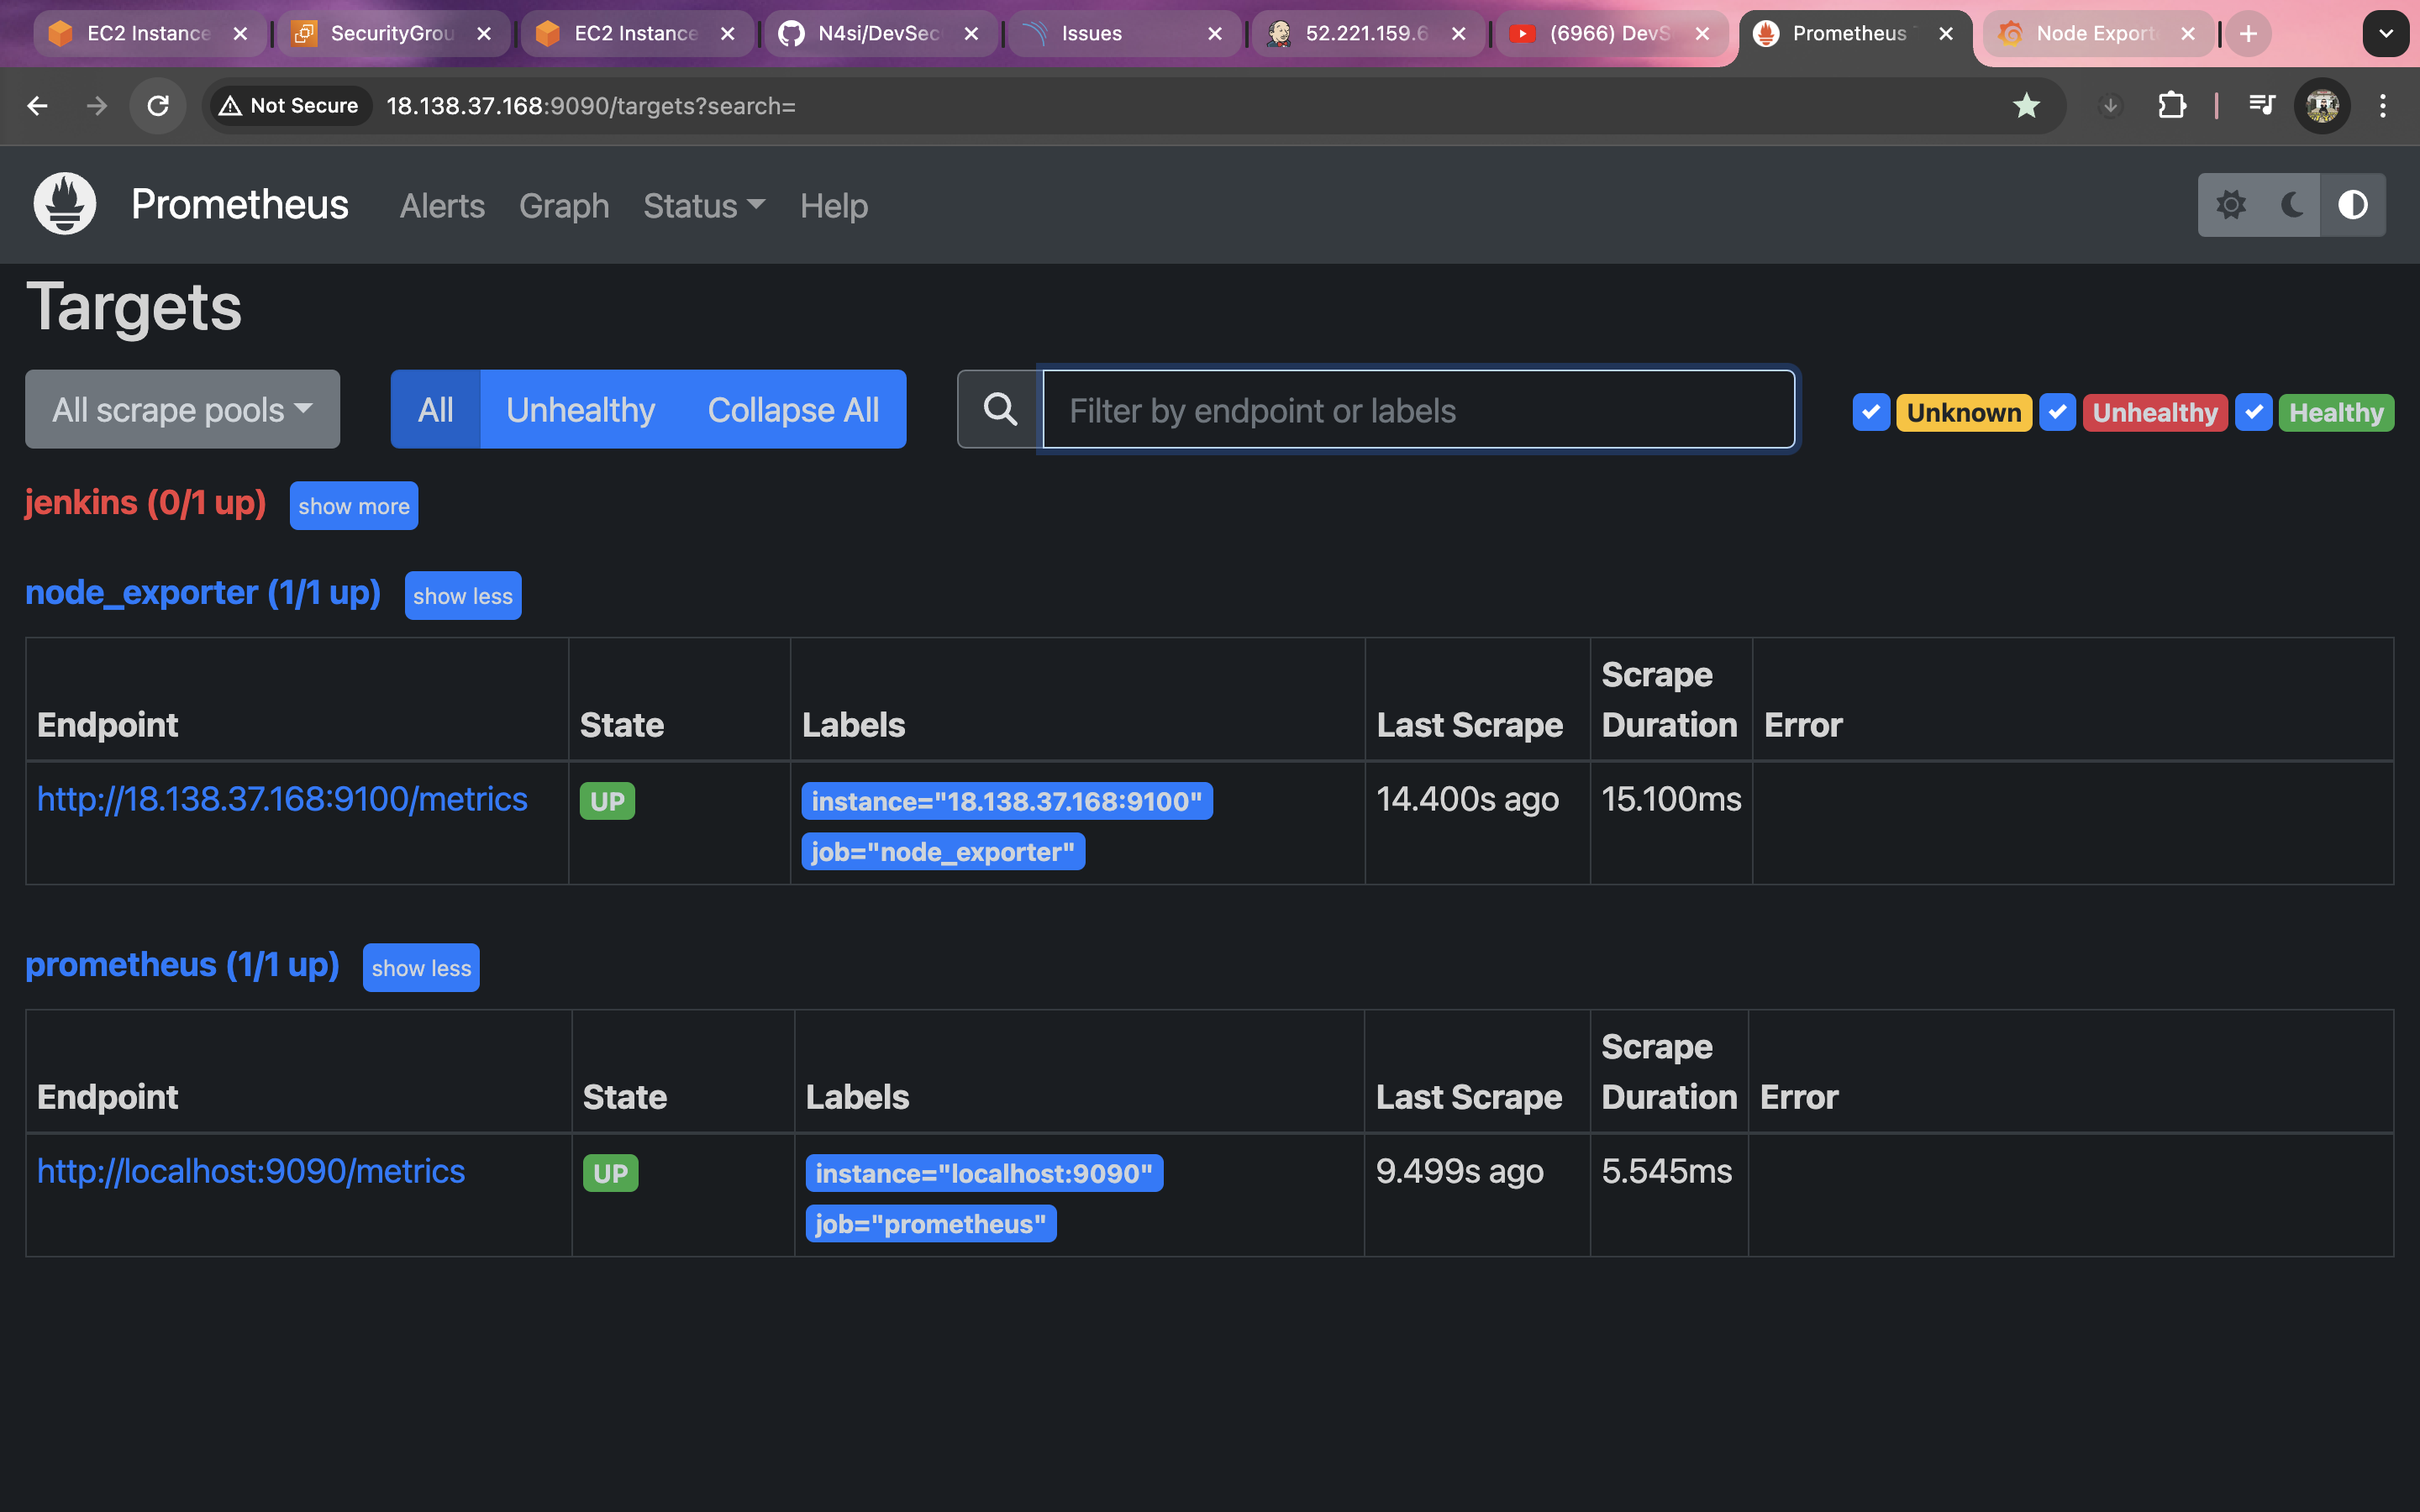 EC2 Instance
SecurityGrou
EC2 Instance
N4si/DevSec
Issues
52.221.159.6
(6966) DevS
Prometheus
Node Export
Not Secure
18.138.37.168:9090/targets?search=
Prometheus
Alerts
Graph
Status
Help
Targets
All scrape pools
All
Unhealthy
Collapse All
Filter by endpoint or labels
Unknown
Unhealthy
Healthy
jenkins (0/1 up)
show more
node_exporter (1/1 up)
show less
Endpoint
State
Labels
Last Scrape
Scrape
Duration
Error
http://18.138.37.168:9100/metrics
UP
instance="18.138.37.168:9100"
job="node_exporter"
14.400s ago
15.100ms
prometheus (1/1 up)
show less
Endpoint
State
Labels
Last Scrape
Scrape
Duration
Error
http://localhost:9090/metrics
UP
instance="localhost:9090"
job="prometheus"
9.499s ago
5.545ms